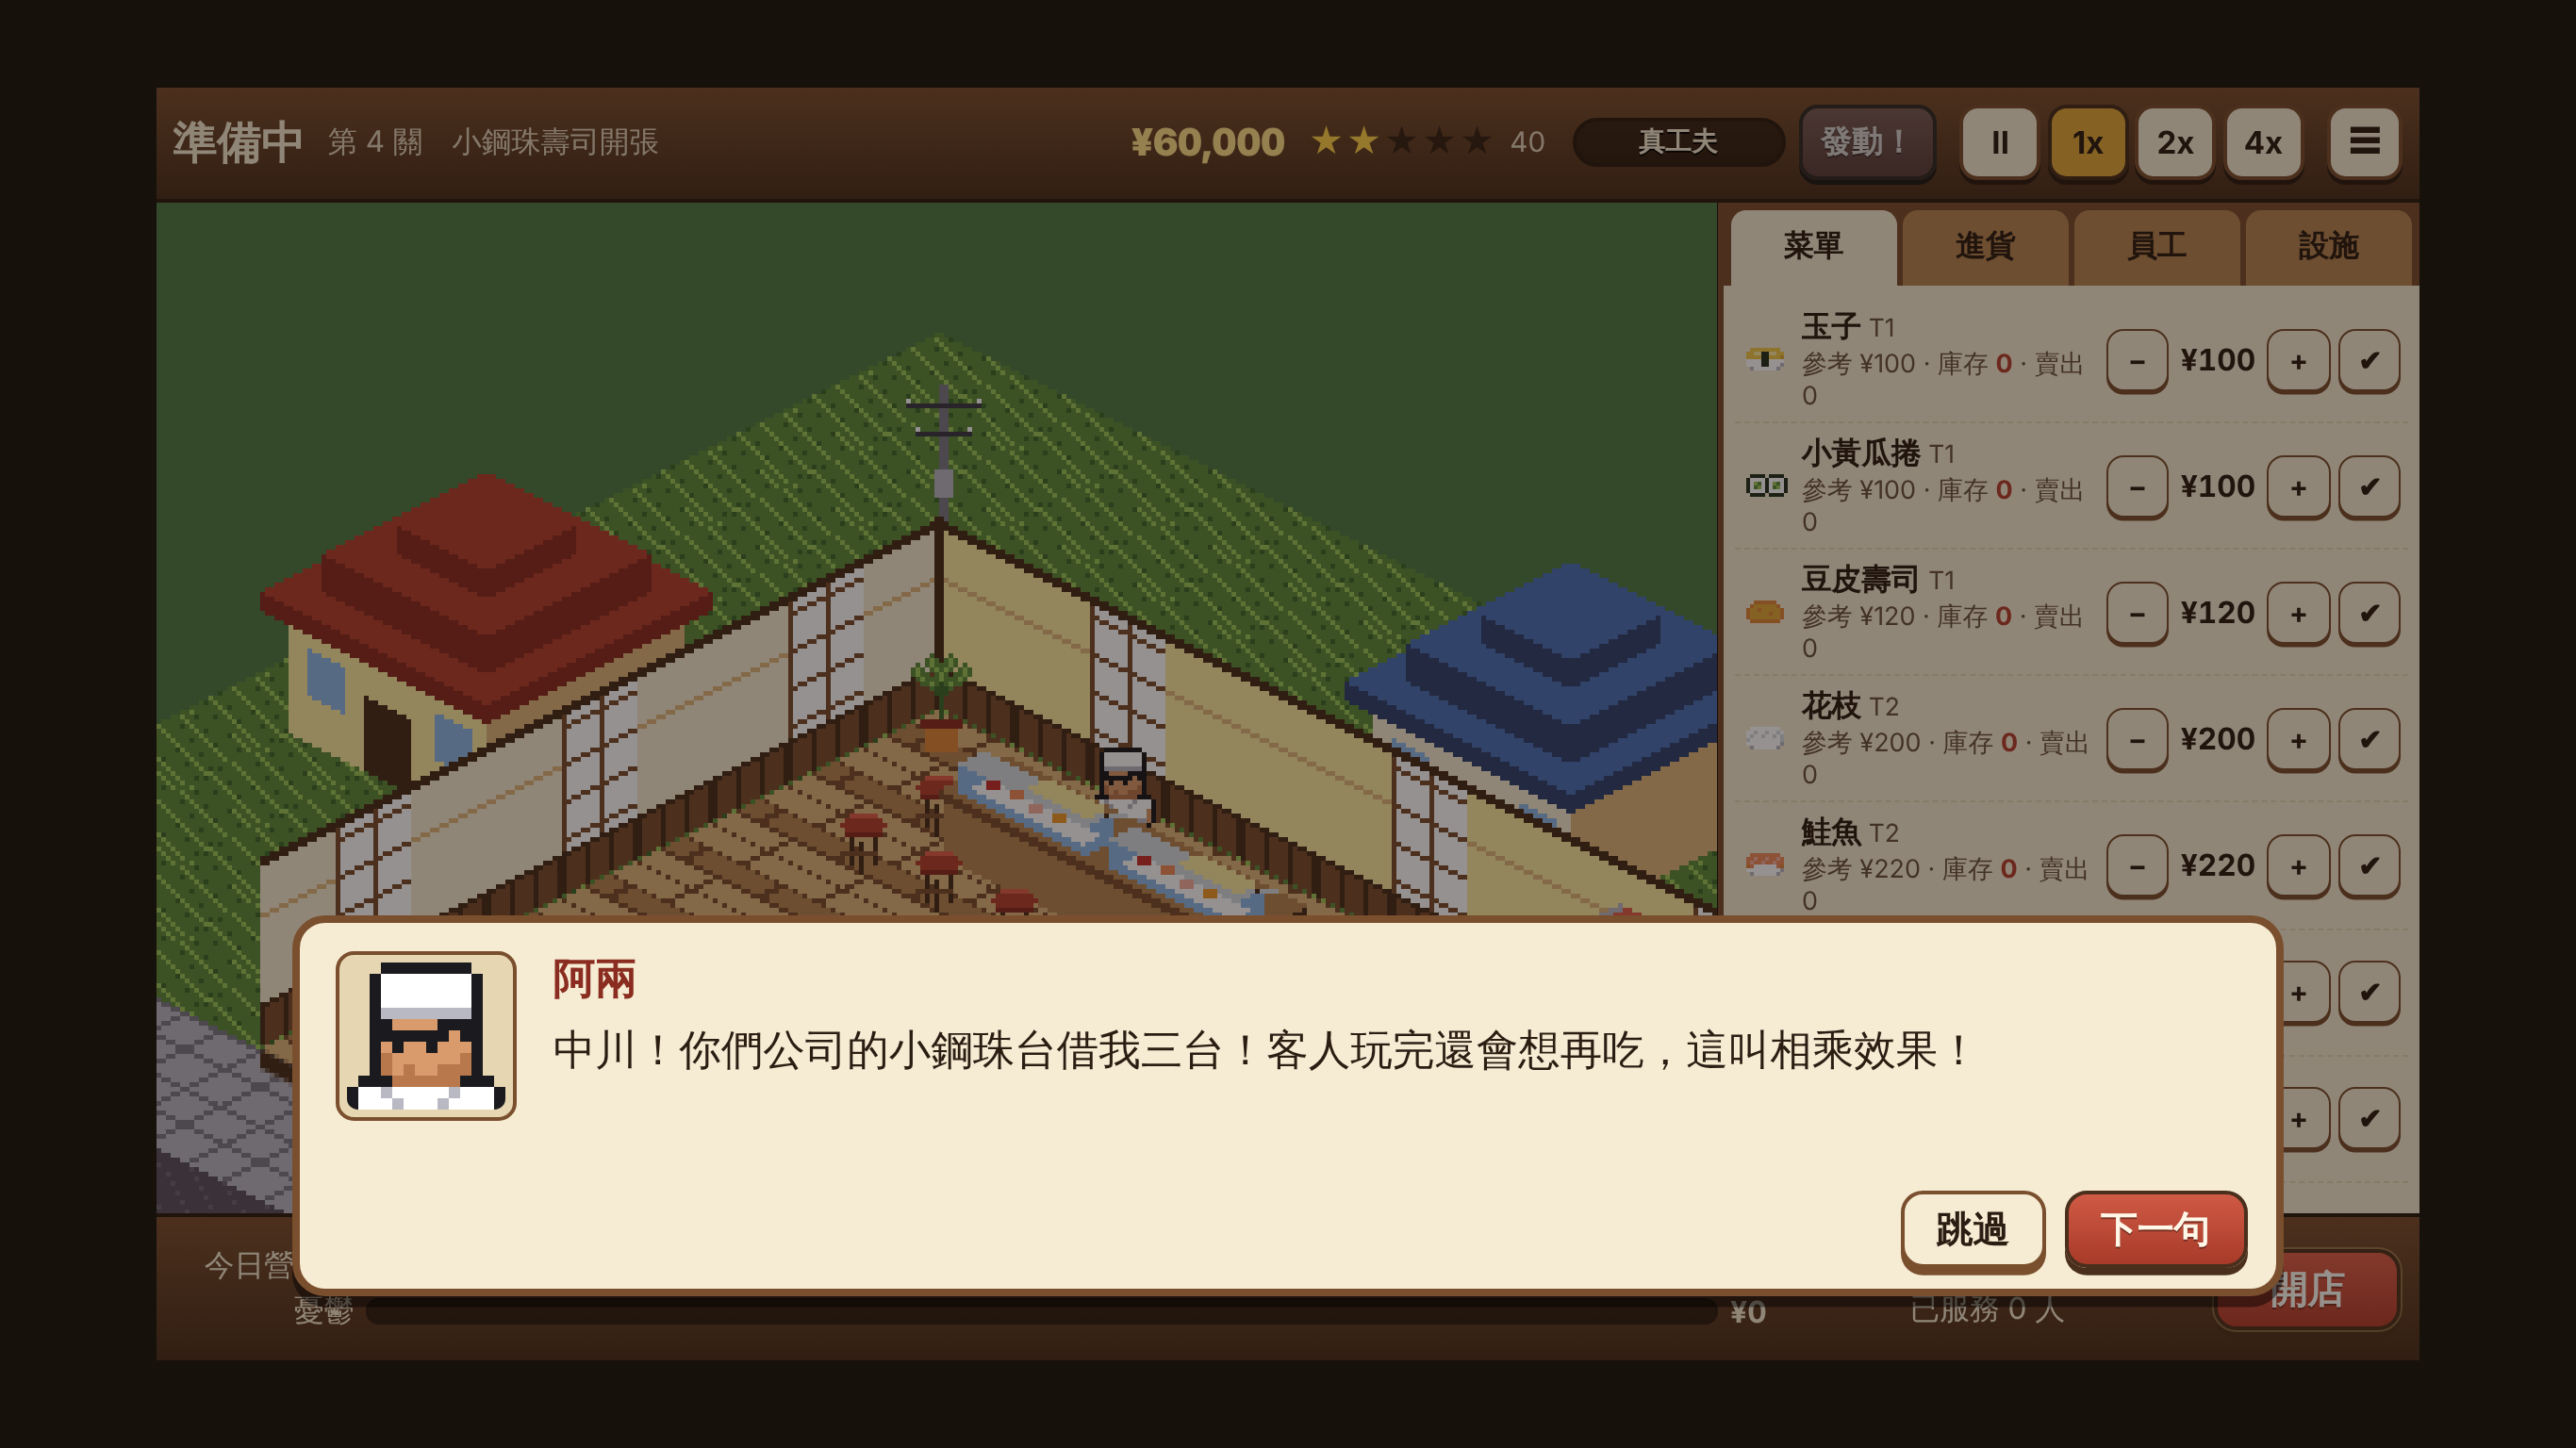 準備中 第 4 關 小鋼珠壽司開張 ¥60,000 ★★★★★ 40 真工夫 發動！ II 1x 2x 4x ☰
菜單 進貨 員工 設施
玉子 T1
參考 ¥100 · 庫存 0 · 賣出 0
− ¥100 + ✔
小黃瓜捲 T1
參考 ¥100 · 庫存 0 · 賣出 0
− ¥100 + ✔
豆皮壽司 T1
參考 ¥120 · 庫存 0 · 賣出 0
− ¥120 + ✔
花枝 T2
參考 ¥200 · 庫存 0 · 賣出 0
− ¥200 + ✔
鮭魚 T2
參考 ¥220 · 庫存 0 · 賣出 0
− ¥220 + ✔
+ ✔
+ ✔
阿兩
中川！你們公司的小鋼珠台借我三台！客人玩完還會想再吃，這叫相乘效果！
跳過 下一句
今日營
憂鬱 ¥0 已服務 0 人 開店